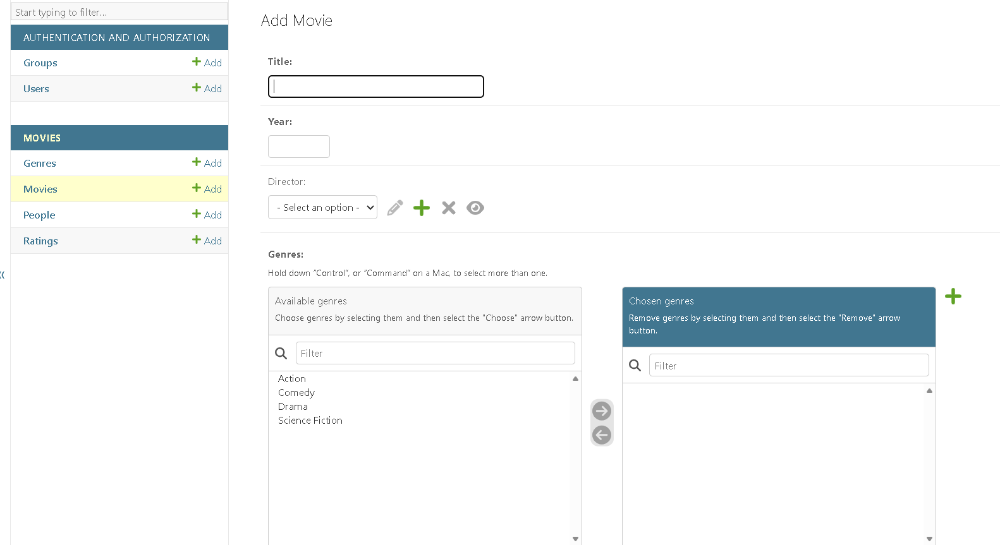 Start typing to filter...
AUTHENTICATION AND AUTHORIZATION
Groups
Add
Users
Add
MOVIES
Genres
Add
Movies
Add
People
Add
Ratings
Add
«
Add Movie
Title:
Year:
Director:
- Select an option -
Genres:
Hold down “Control”, or “Command” on a Mac, to select more than one.
Available genres
Choose genres by selecting them and then select the "Choose" arrow button.
Filter
Action
Comedy
Drama
Science Fiction
Chosen genres
Remove genres by selecting them and then select the "Remove" arrow
button.
Filter